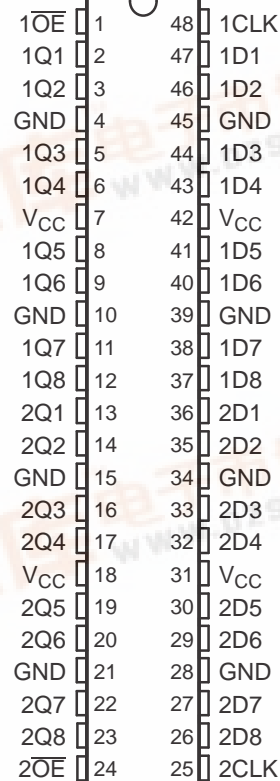 1O̅E̅ 1 48 1CLK
1Q1 2 47 1D1
1Q2 3 46 1D2
GND 4 45 GND
1Q3 5 44 1D3
1Q4 6 43 1D4
VCC 7 42 VCC
1Q5 8 41 1D5
1Q6 9 40 1D6
GND 10 39 GND
1Q7 11 38 1D7
1Q8 12 37 1D8
2Q1 13 36 2D1
2Q2 14 35 2D2
GND 15 34 GND
2Q3 16 33 2D3
2Q4 17 32 2D4
VCC 18 31 VCC
2Q5 19 30 2D5
2Q6 20 29 2D6
GND 21 28 GND
2Q7 22 27 2D7
2Q8 23 26 2D8
2O̅E̅ 24 25 2CLK